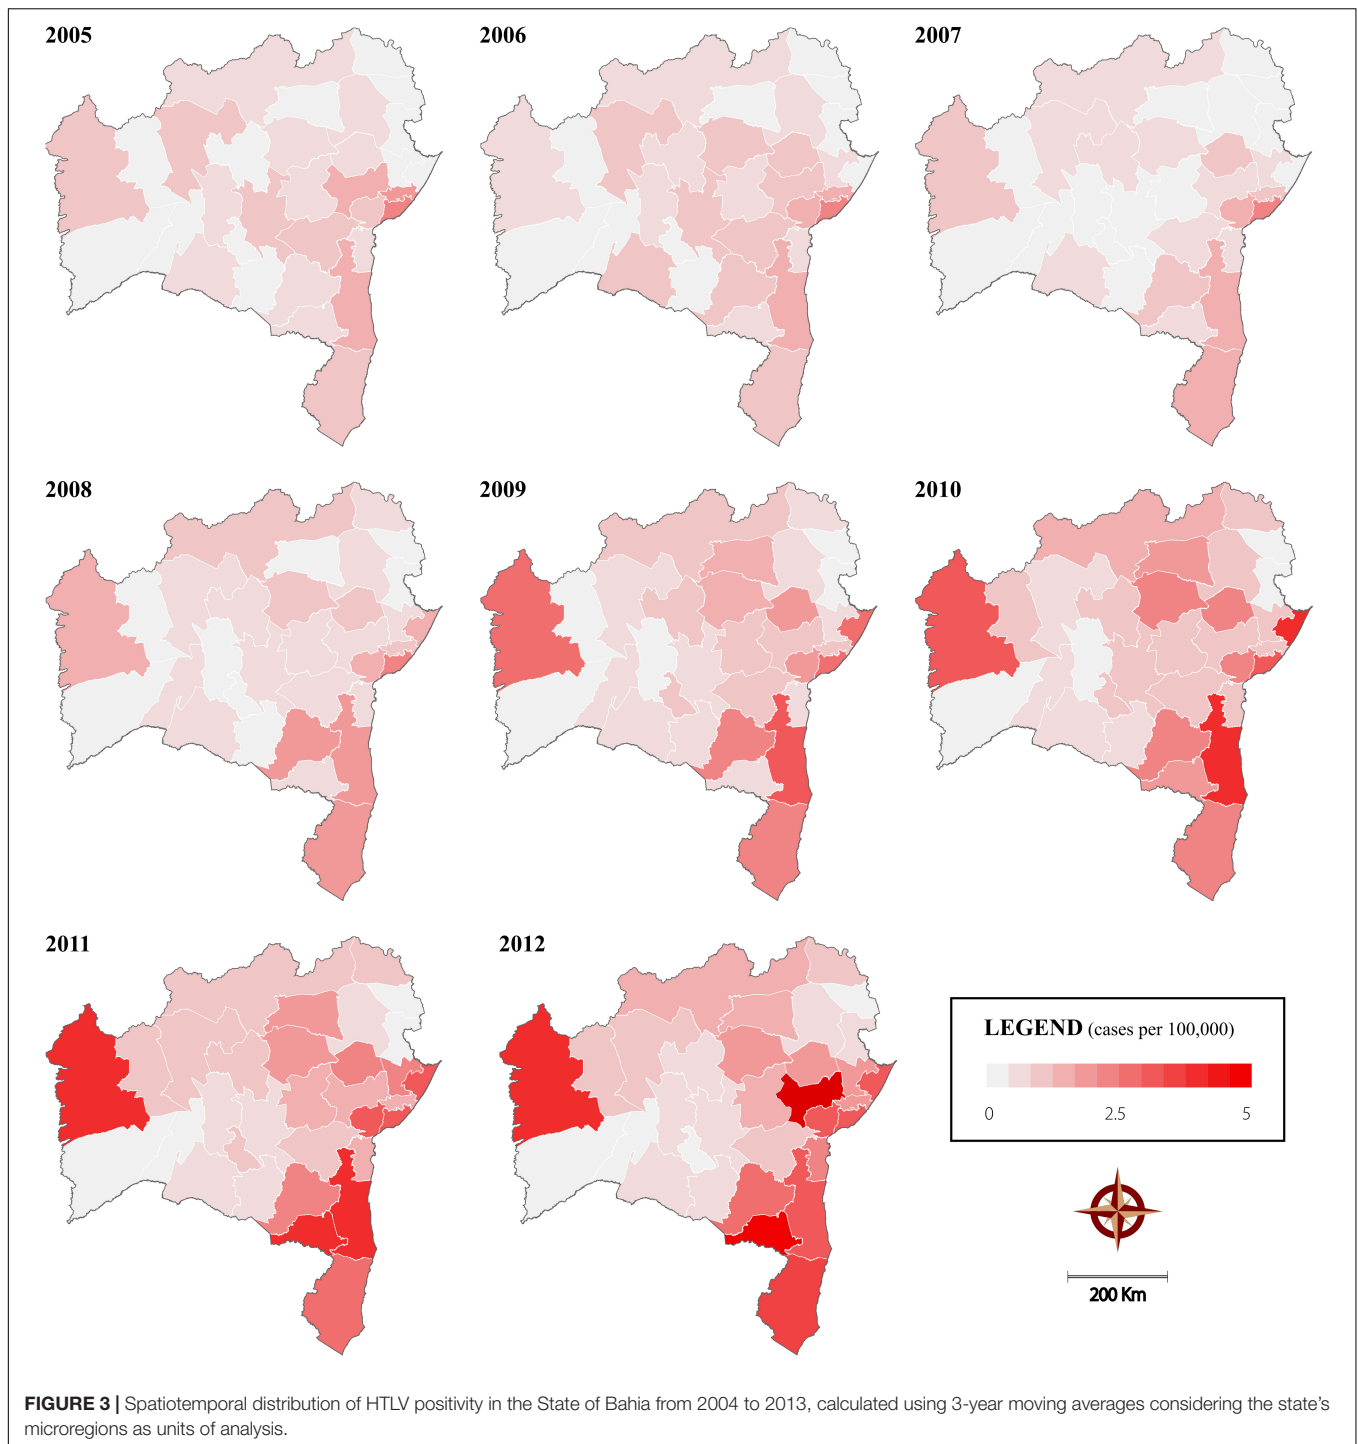 2005
2006
2007
2008
2009
2010
2011
2012
LEGEND (cases per 100,000)
0
2.5
5
200 Km
FIGURE 3 | Spatiotemporal distribution of HTLV positivity in the State of Bahia from 2004 to 2013, calculated using 3-year moving averages considering the state's
microregions as units of analysis.